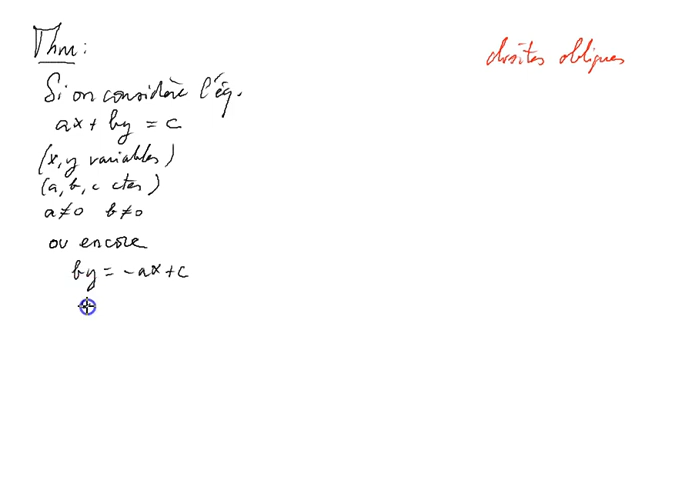 Thm:
droites obliques
Si on considère l'éq.
ax + by = c
(x, y variables)
(a, b, c ctes)
a≠0 b≠0
ou encore
by = -ax + c